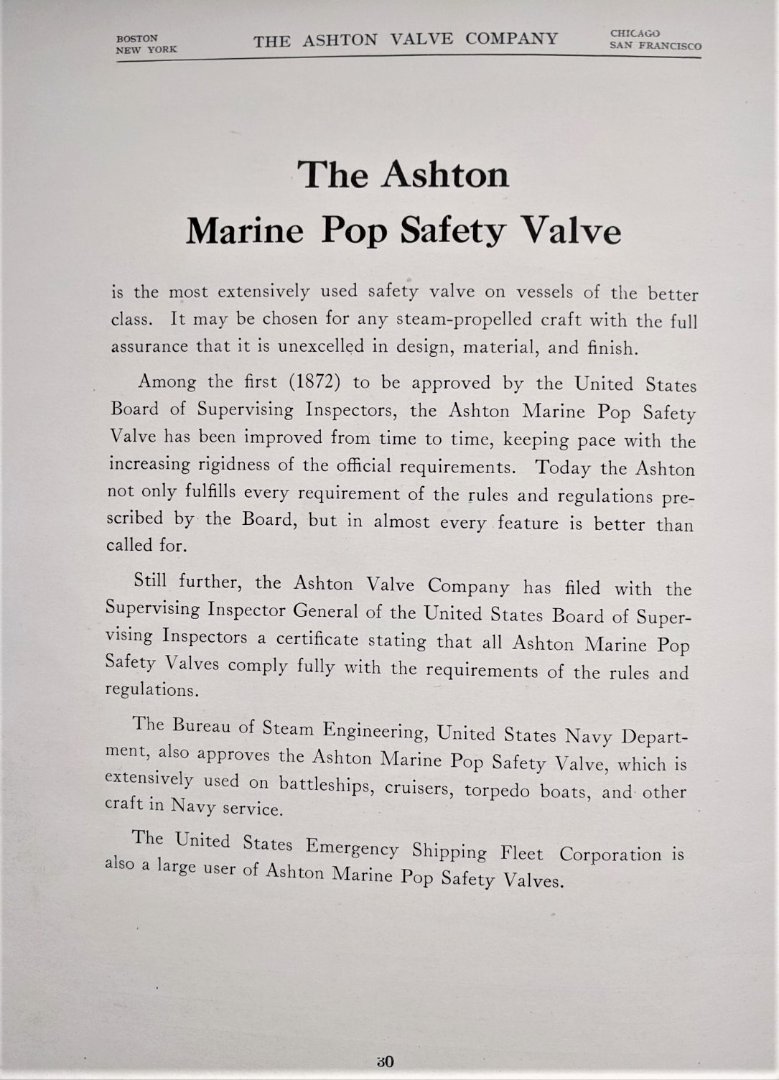 BOSTON
NEW YORK
THE ASHTON VALVE COMPANY
CHICAGO
SAN FRANCISCO
The Ashton
Marine Pop Safety Valve
is the most extensively used safety valve on vessels of the better
class. It may be chosen for any steam-propelled craft with the full
assurance that it is unexcelled in design, material, and finish.
Among the first (1872) to be approved by the United States
Board of Supervising Inspectors, the Ashton Marine Pop Safety
Valve has been improved from time to time, keeping pace with the
increasing rigidness of the official requirements. Today the Ashton
not only fulfills every requirement of the rules and regulations pre-
scribed by the Board, but in almost every feature is better than
called for.
Still further, the Ashton Valve Company has filed with the
Supervising Inspector General of the United States Board of Super-
vising Inspectors a certificate stating that all Ashton Marine Pop
Safety Valves comply fully with the requirements of the rules and
regulations.
The Bureau of Steam Engineering, United States Navy Depart-
ment, also approves the Ashton Marine Pop Safety Valve, which is
extensively used on battleships, cruisers, torpedo boats, and other
craft in Navy service.
The United States Emergency Shipping Fleet Corporation is
also a large user of Ashton Marine Pop Safety Valves.
30